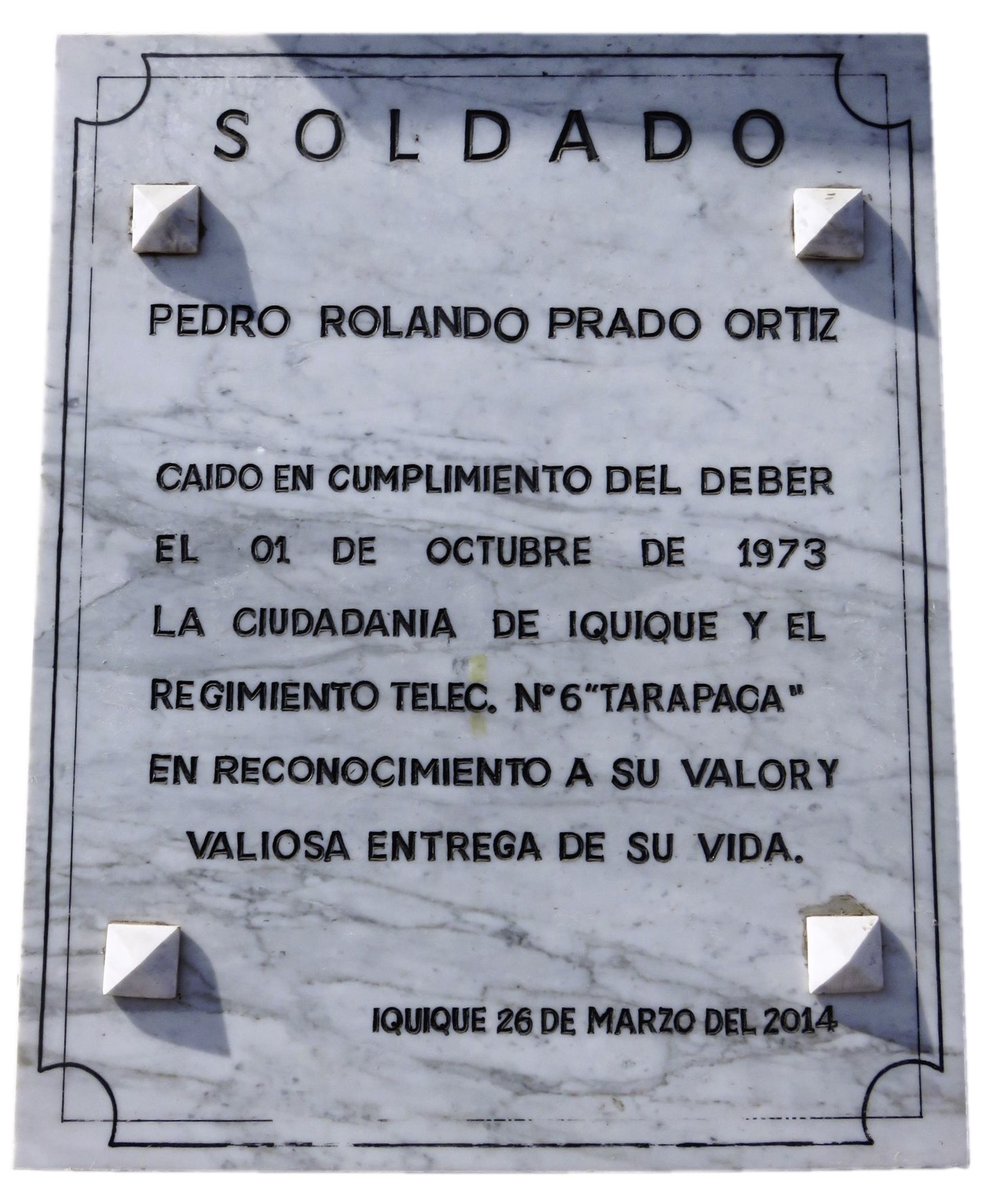 SOLDADO
PEDRO ROLANDO PRADO ORTIZ
CAIDO EN CUMPLIMIENTO DEL DEBER
EL 01 DE OCTUBRE DE 1973
LA CIUDADANIA DE IQUIQUE Y EL
REGIMIENTO TELEC. Nº 6 "TARAPACA"
EN RECONOCIMIENTO A SU VALOR Y
VALIOSA ENTREGA DE SU VIDA.
IQUIQUE 26 DE MARZO DEL 2014